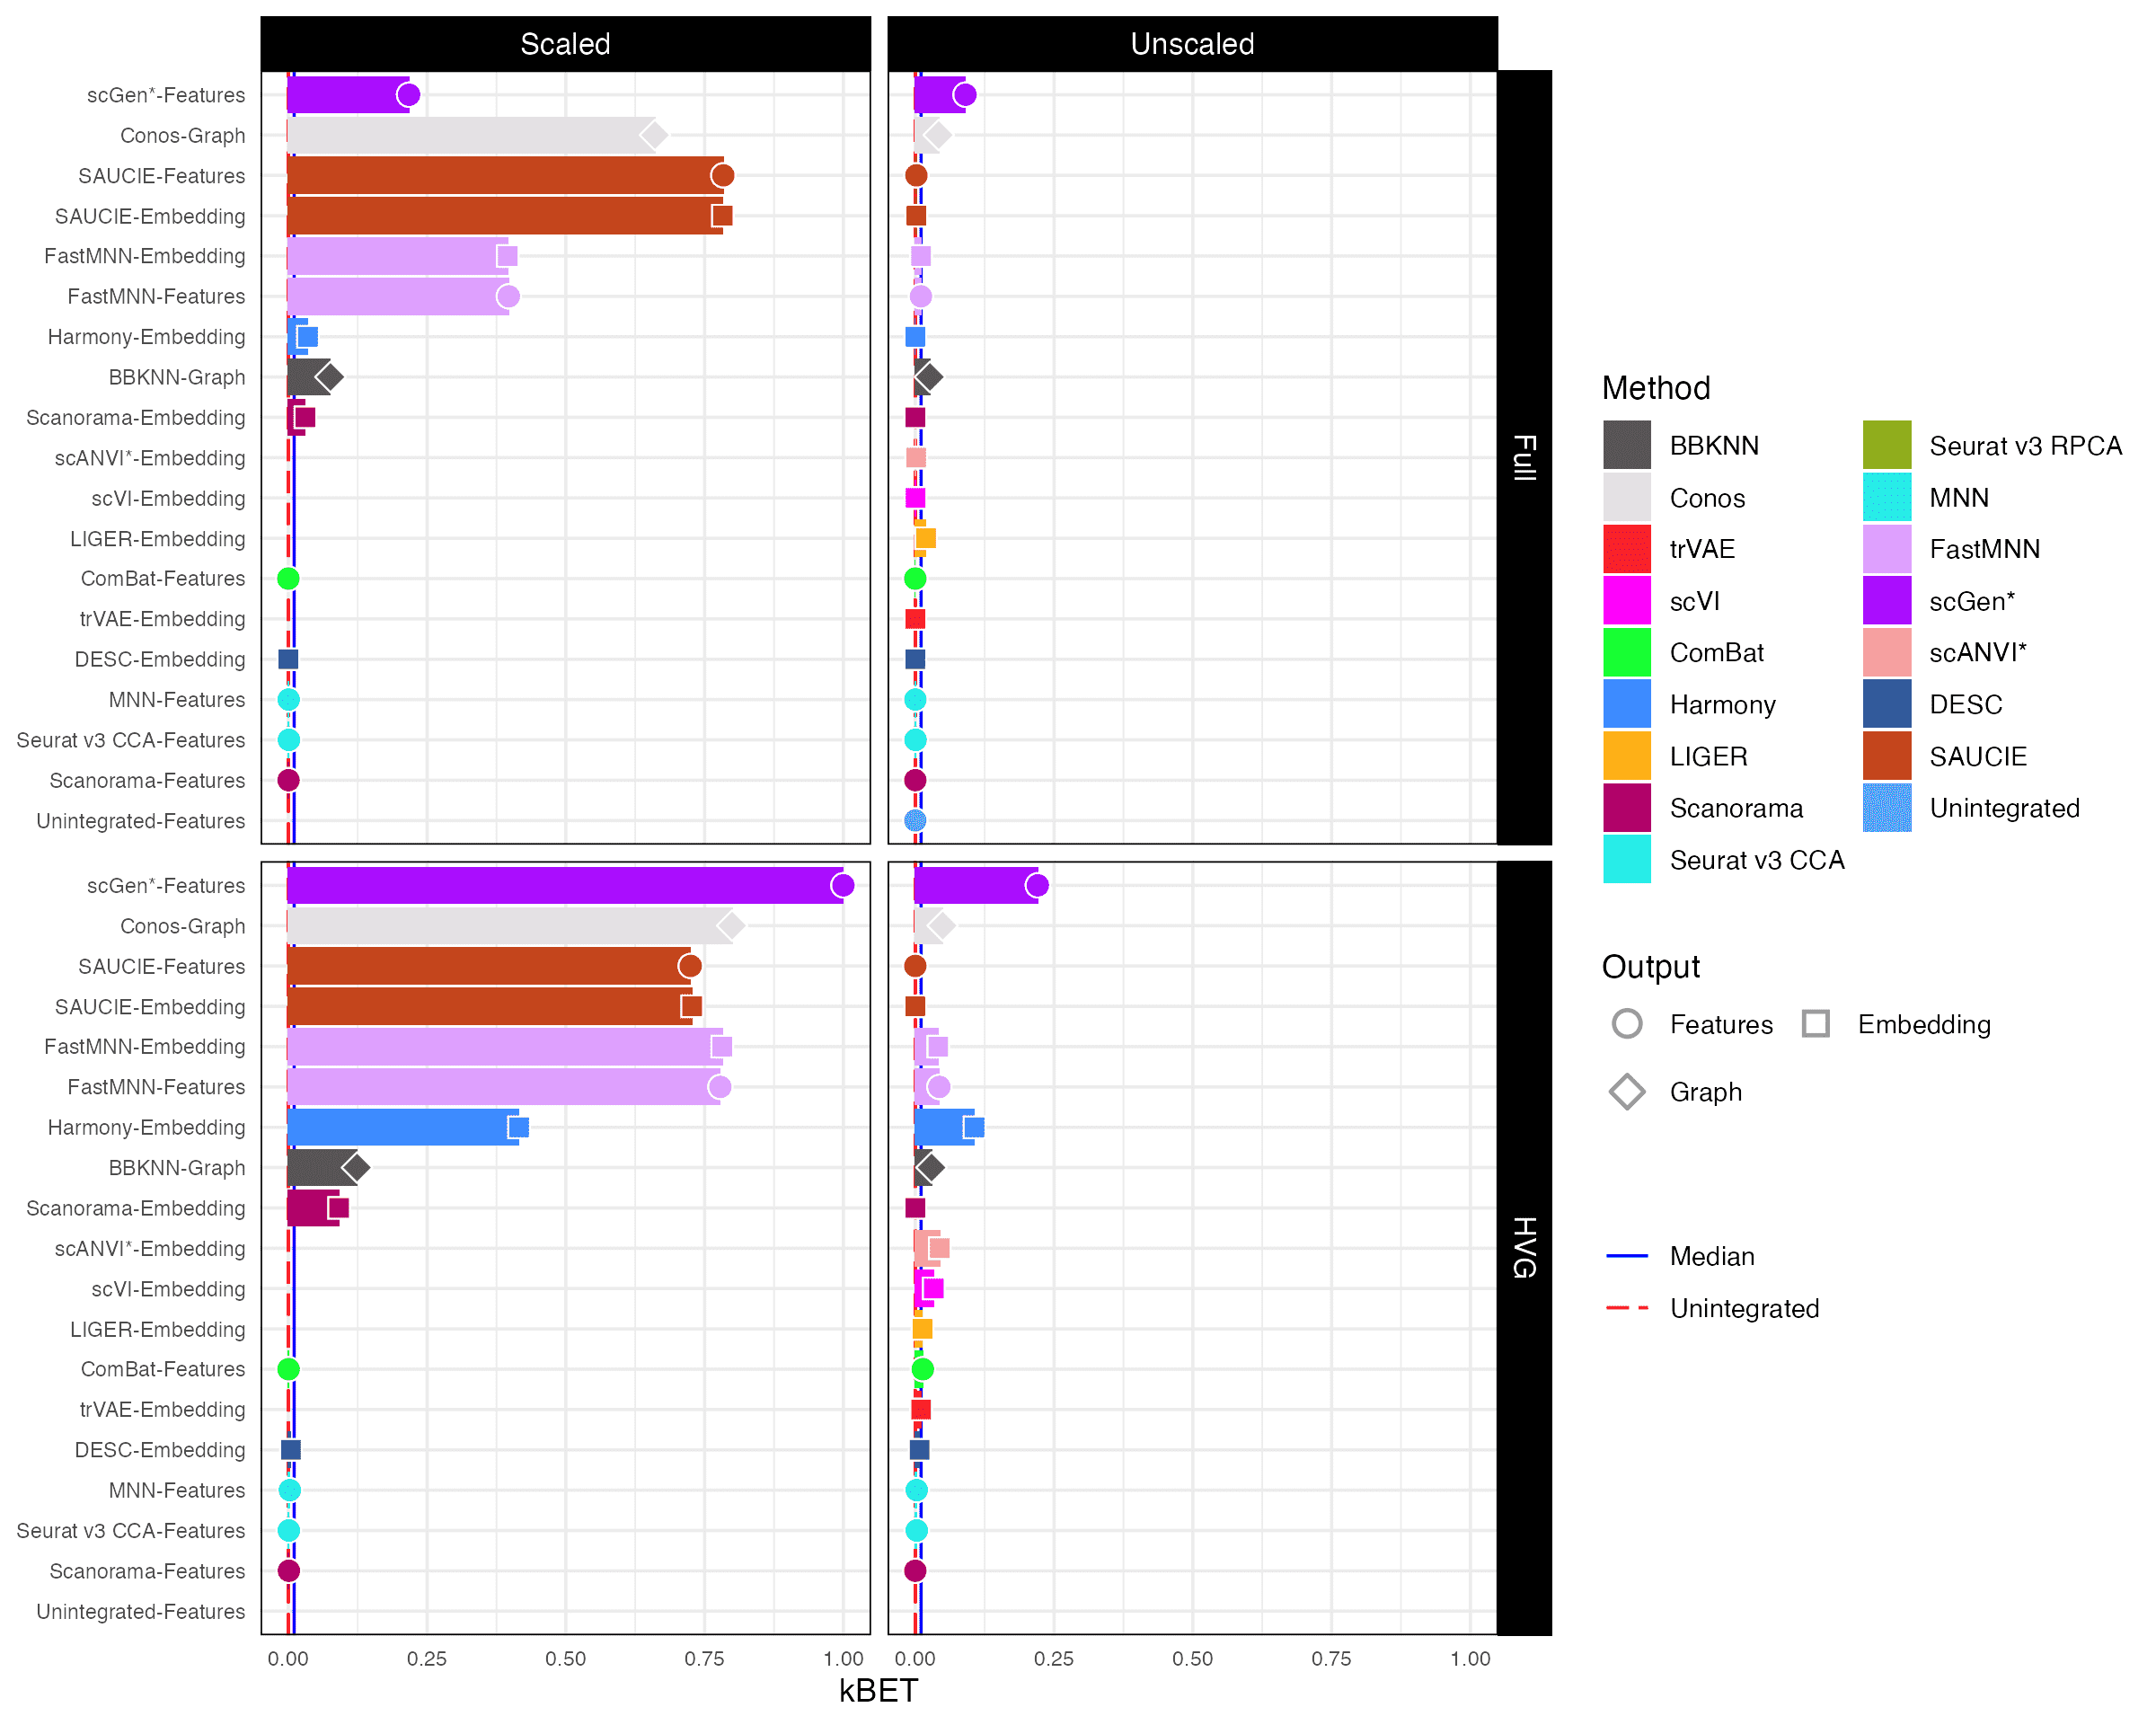 Scaled
Unscaled
scGen*-Features
Conos-Graph
SAUCIE-Features
SAUCIE-Embedding
FastMNN-Embedding
FastMNN-Features
Harmony-Embedding
BBKNN-Graph
Scanorama-Embedding
scANVI*-Embedding
scVI-Embedding
LIGER-Embedding
ComBat-Features
trVAE-Embedding
DESC-Embedding
MNN-Features
Seurat v3 CCA-Features
Scanorama-Features
Unintegrated-Features
Full
scGen*-Features
Conos-Graph
SAUCIE-Features
SAUCIE-Embedding
FastMNN-Embedding
FastMNN-Features
Harmony-Embedding
BBKNN-Graph
Scanorama-Embedding
scANVI*-Embedding
scVI-Embedding
LIGER-Embedding
ComBat-Features
trVAE-Embedding
DESC-Embedding
MNN-Features
Seurat v3 CCA-Features
Scanorama-Features
Unintegrated-Features
HVG
0.00 0.25 0.50 0.75 1.00
0.00 0.25 0.50 0.75 1.00
kBET
Method
BBKNN
Conos
trVAE
scVI
ComBat
Harmony
LIGER
Scanorama
Seurat v3 CCA
Seurat v3 RPCA
MNN
FastMNN
scGen*
scANVI*
DESC
SAUCIE
Unintegrated
Output
Features
Embedding
Graph
Median
Unintegrated